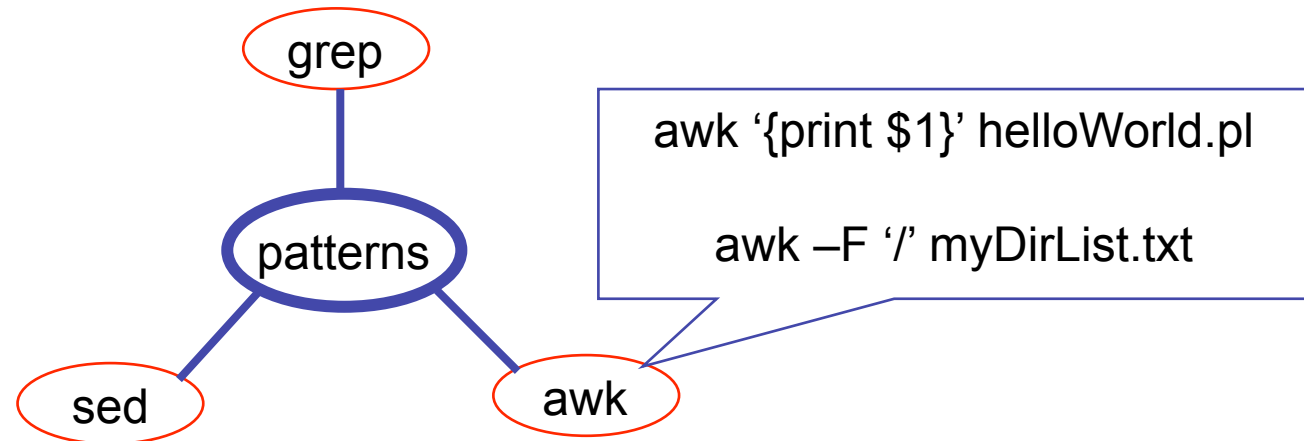 grep
awk ‘{print $1}’ helloWorld.pl
awk –F ‘/’ myDirList.txt
patterns
sed
awk